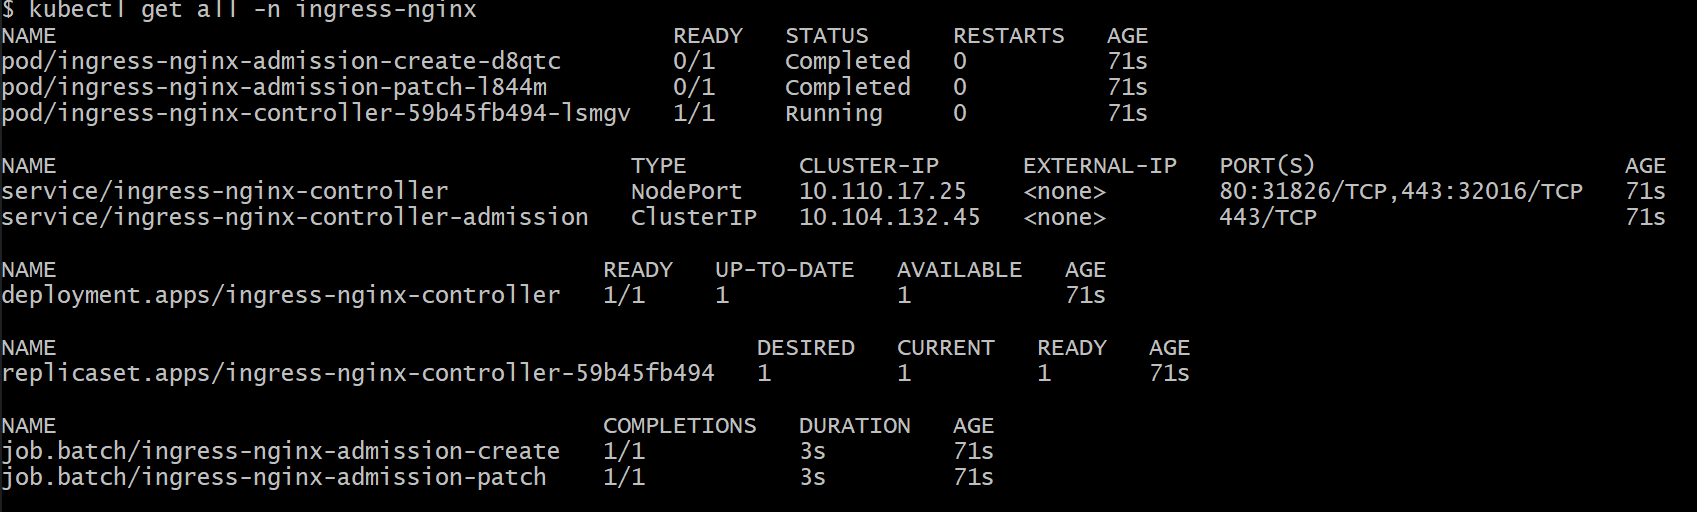 $ kubectl get all -n ingress-nginx
NAME                                            READY   STATUS      RESTARTS   AGE
pod/ingress-nginx-admission-create-d8qtc        0/1     Completed   0          71s
pod/ingress-nginx-admission-patch-l844m         0/1     Completed   0          71s
pod/ingress-nginx-controller-59b45fb494-lsmgv   1/1     Running     0          71s

NAME                                         TYPE        CLUSTER-IP      EXTERNAL-IP   PORT(S)                      AGE
service/ingress-nginx-controller             NodePort    10.110.17.25    <none>        80:31826/TCP,443:32016/TCP   71s
service/ingress-nginx-controller-admission   ClusterIP   10.104.132.45   <none>        443/TCP                      71s

NAME                                       READY   UP-TO-DATE   AVAILABLE   AGE
deployment.apps/ingress-nginx-controller   1/1     1            1           71s

NAME                                                  DESIRED   CURRENT   READY   AGE
replicaset.apps/ingress-nginx-controller-59b45fb494   1         1         1       71s

NAME                                       COMPLETIONS   DURATION   AGE
job.batch/ingress-nginx-admission-create   1/1           3s         71s
job.batch/ingress-nginx-admission-patch    1/1           3s         71s